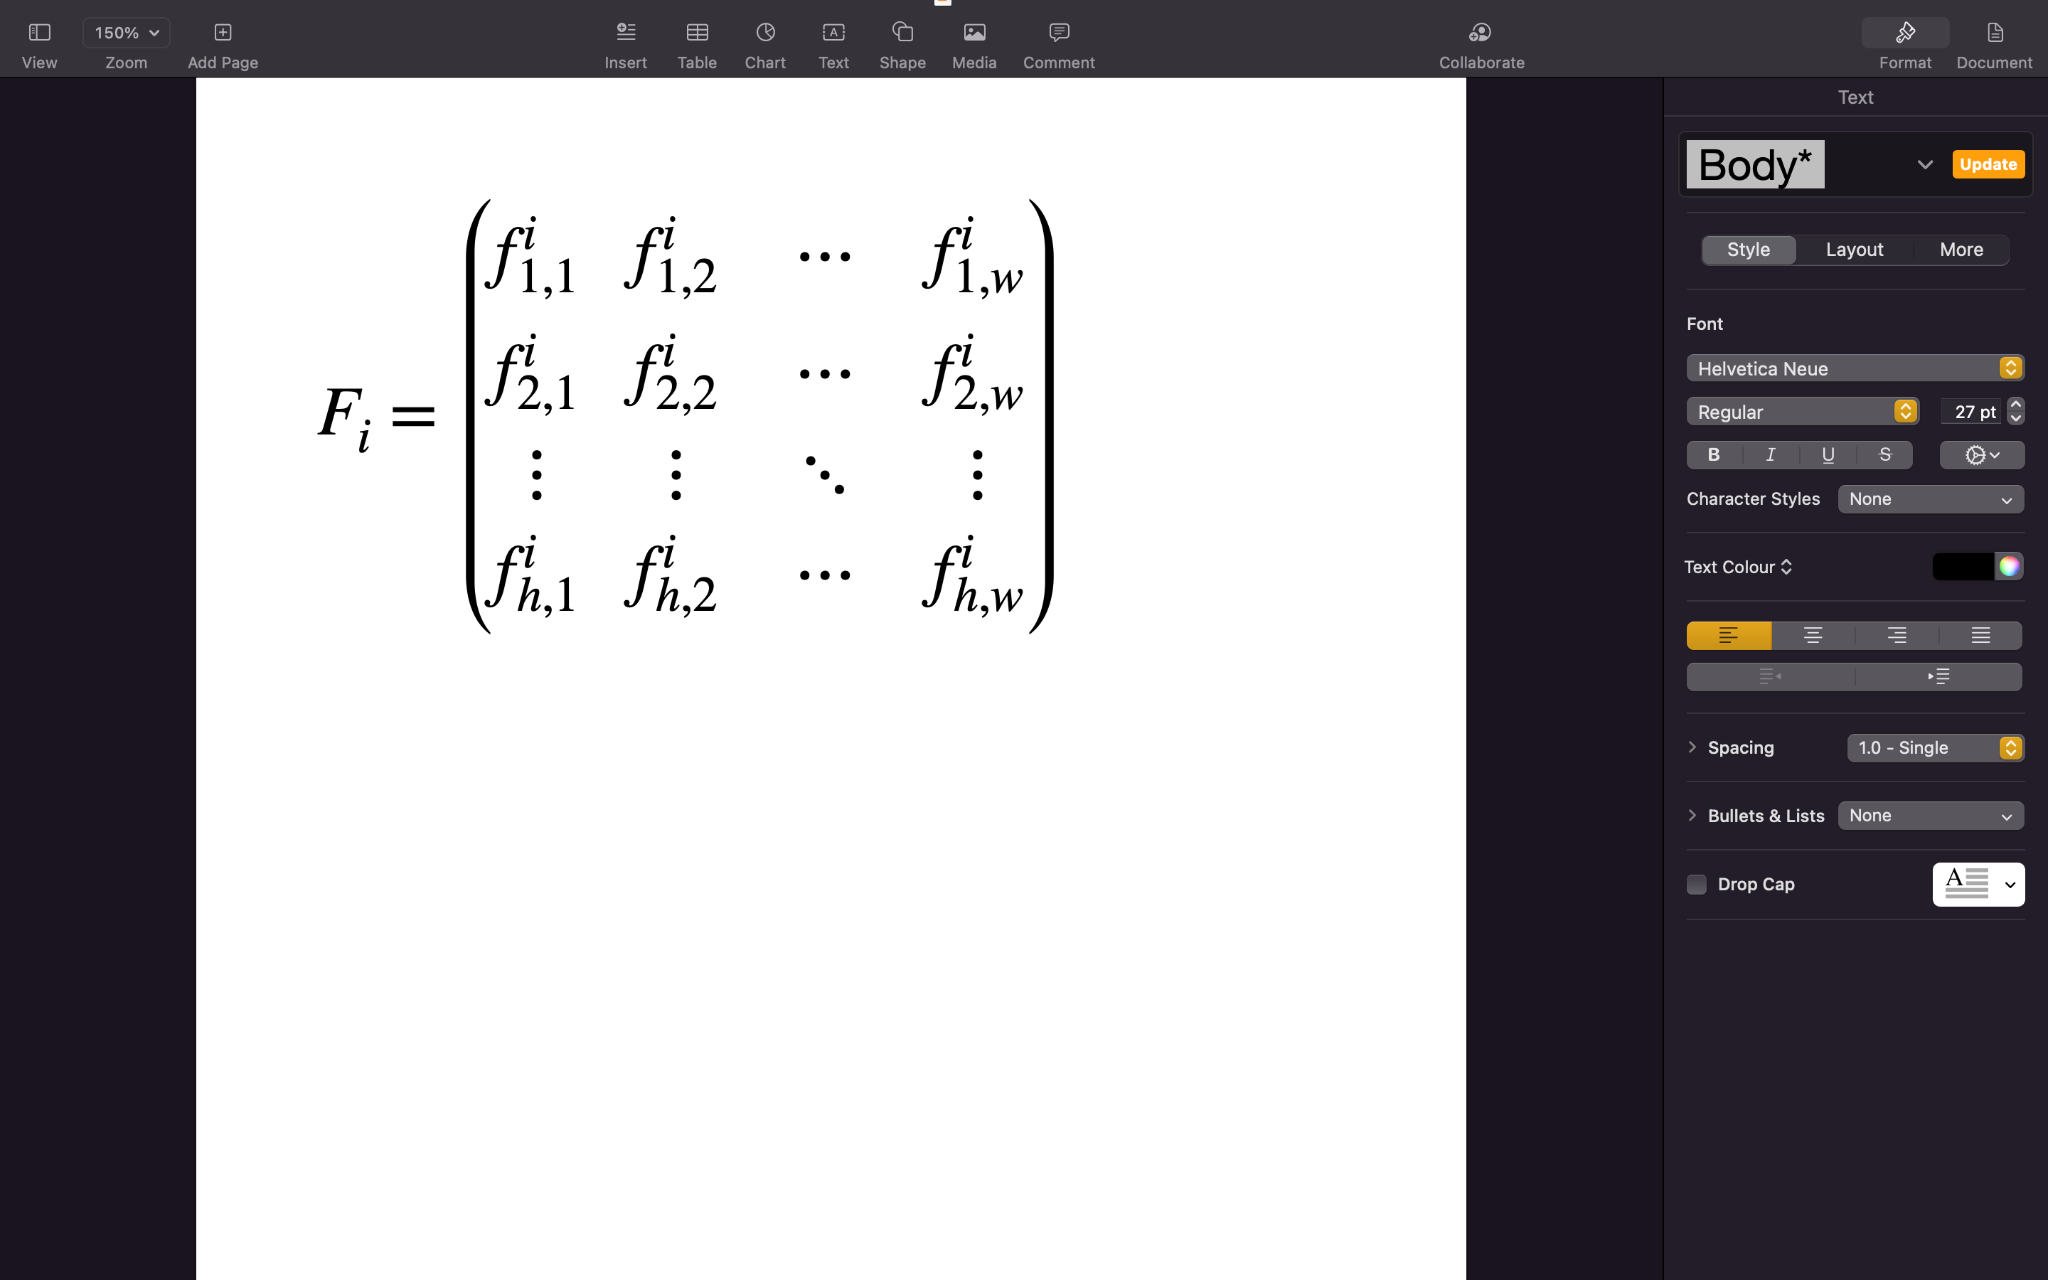 150%
View Zoom Add Page Insert Table Chart Text Shape Media Comment Collaborate Format Document
Text
Body* Update
Style Layout More
Font
Helvetica Neue
Regular 27 pt
B I U S
Character Styles None
Text Colour
Spacing 1.0 - Single
Bullets & Lists None
Drop Cap A
F_i = 
f^i_{1,1} f^i_{1,2} ⋯ f^i_{1,w}
f^i_{2,1} f^i_{2,2} ⋯ f^i_{2,w}
⋮ ⋮ ⋱ ⋮
f^i_{h,1} f^i_{h,2} ⋯ f^i_{h,w}